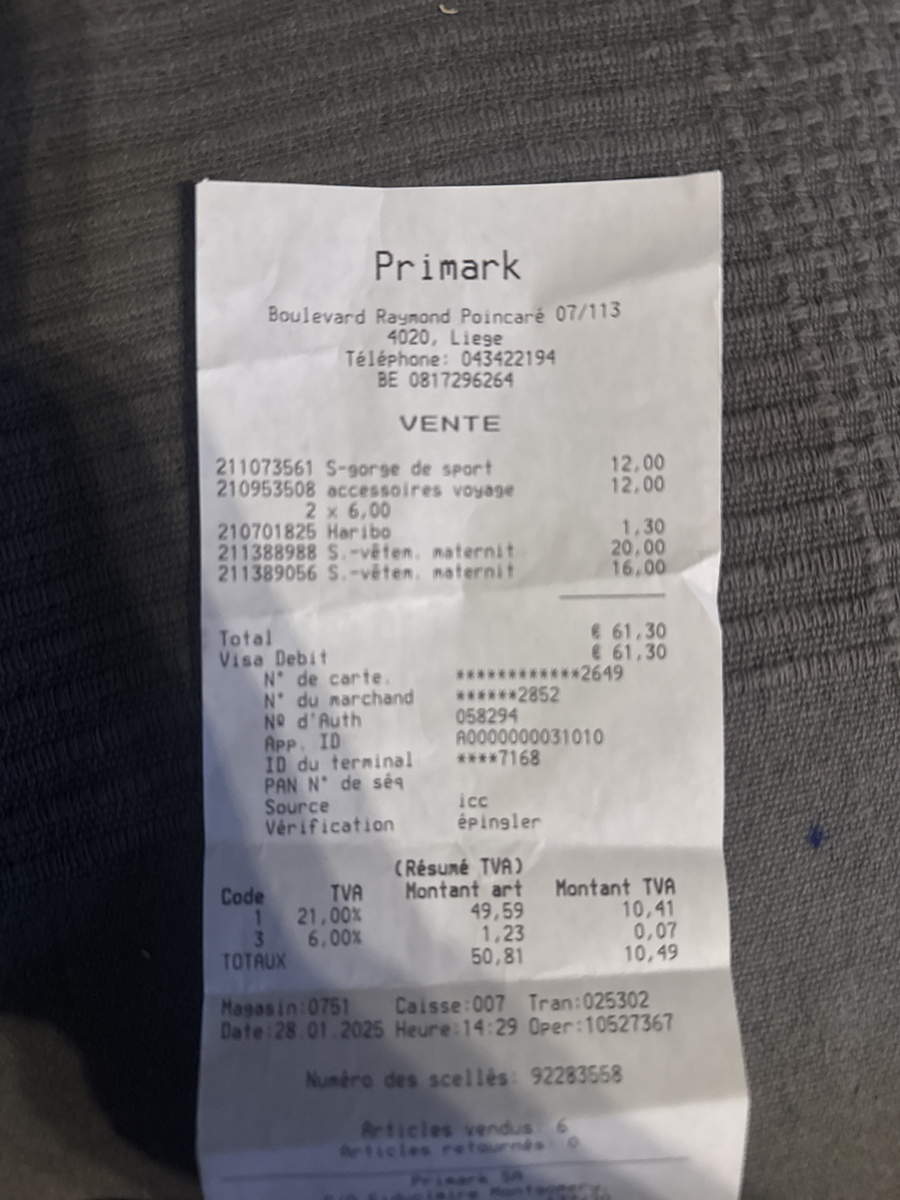 Primark
Boulevard Raymond Poincaré 07/113
4020, Liege
Téléphone: 043422194
BE 0817296264
VENTE
211073561 S-gorge de sport 12,00
210953508 accessoires voyage 12,00
2 x 6,00
210701825 Haribo 1,30
211388988 S.-vêtem. maternit 20,00
211389056 S.-vêtem. maternit 16,00
Total € 61,30
Visa Debit € 61,30
N° de carte. ************2649
N° du marchand ******2852
Nº d'Auth 058294
App. ID A0000000031010
ID du terminal ****7168
PAN N° de séq
Source icc
Vérification épingler
(Résumé TVA)
Code TVA Montant art Montant TVA
1 21,00% 49,59 10,41
3 6,00% 1,23 0,07
TOTAUX 50,81 10,49
Magasin:0751 Caisse:007 Tran:025302
Date:28.01.2025 Heure:14:29 Oper:10527367
Numéro des scellés: 92283558
Articles vendus: 6
Articles retournés: 0
Primark SA
Fiduciaire Montgomery,